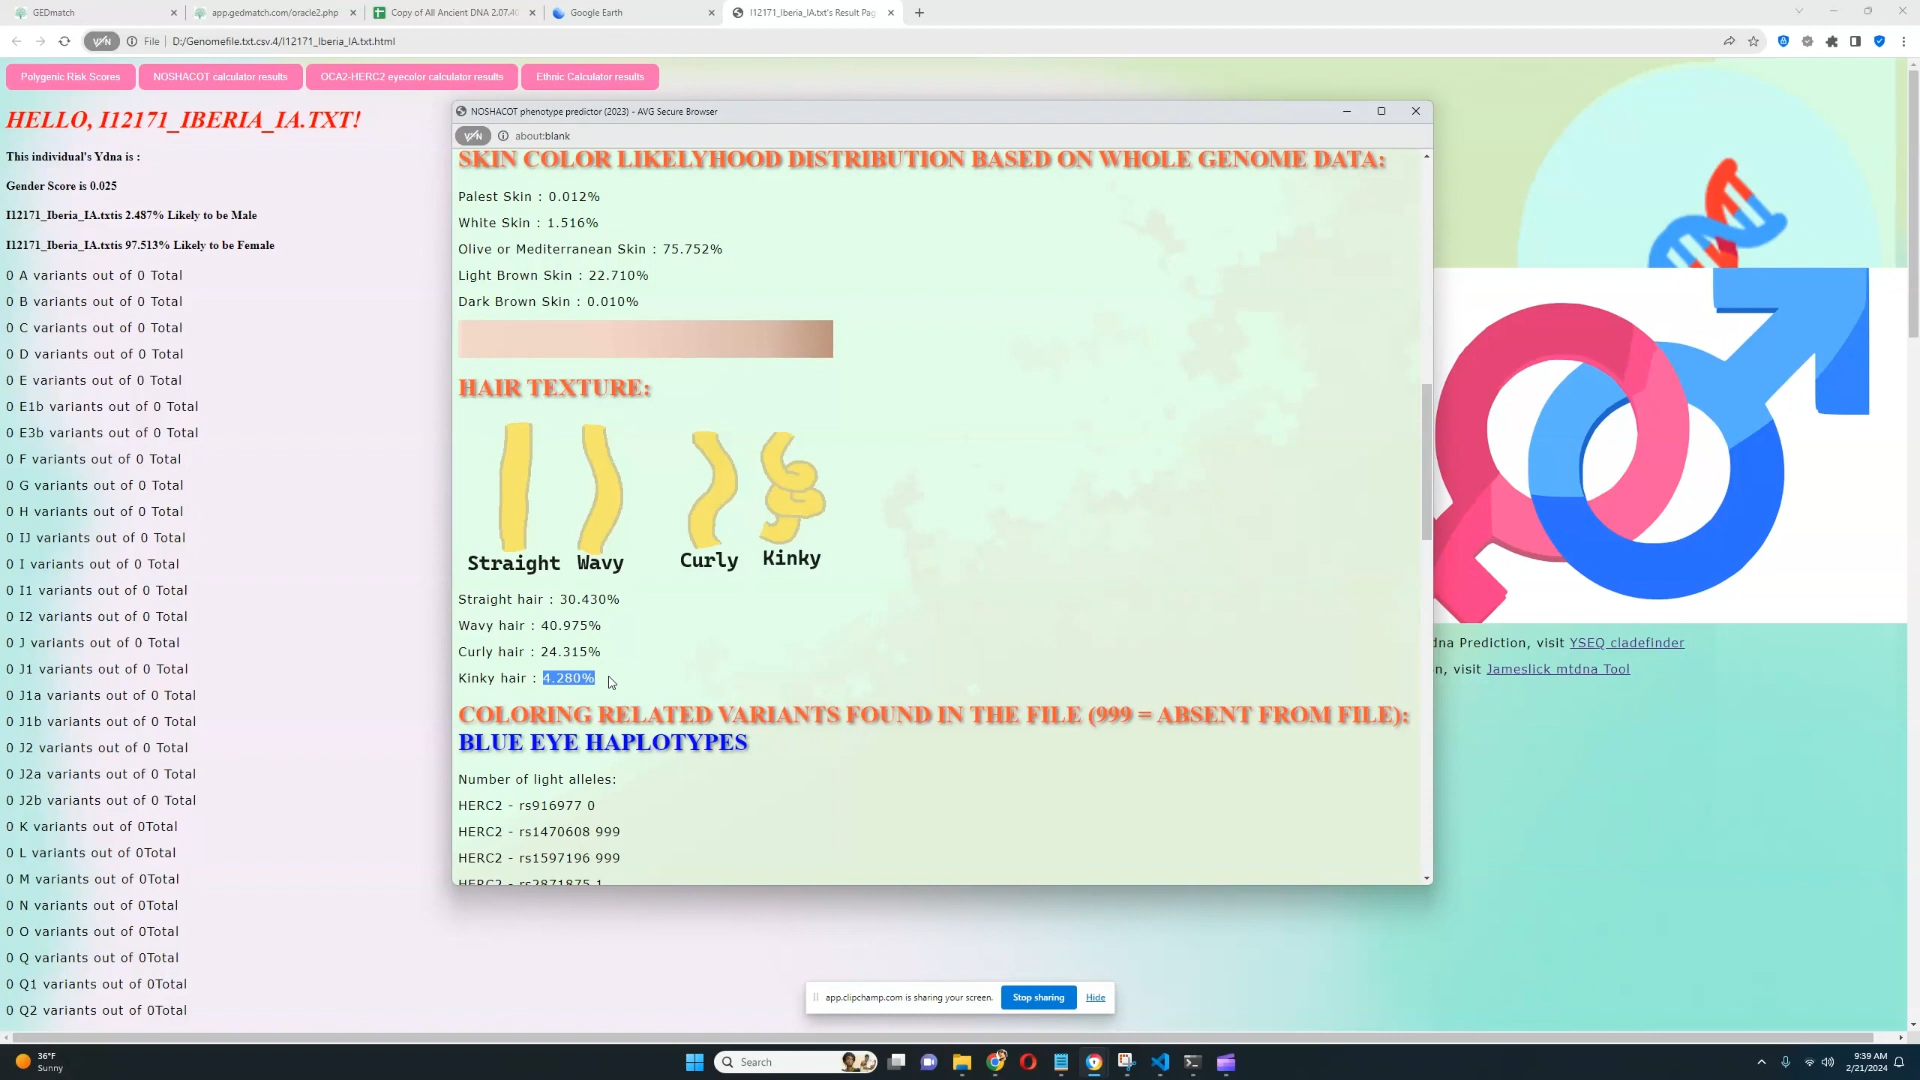 GEDmatch
app.gedmatch.com/oracle2.php
Copy of All Ancient DNA 2.07.40
Google Earth
I12171_Iberia_IA.txt's Result Pag
VPN
File
D:/Genomefile.txt.csv.4/I12171_Iberia_IA.txt.html
Polygenic Risk Scores
NOSHACOT calculator results
OCA2-HERC2 eyecolor calculator results
Ethnic Calculator results
HELLO, I12171_IBERIA_IA.TXT!
This individual's Ydna is :
Gender Score is 0.025
I12171_Iberia_IA.txtis 2.487% Likely to be Male
I12171_Iberia_IA.txtis 97.513% Likely to be Female
0 A variants out of 0 Total
0 B variants out of 0 Total
0 C variants out of 0 Total
0 D variants out of 0 Total
0 E variants out of 0 Total
0 E1b variants out of 0 Total
0 E3b variants out of 0 Total
0 F variants out of 0 Total
0 G variants out of 0 Total
0 H variants out of 0 Total
0 IJ variants out of 0 Total
0 I variants out of 0 Total
0 I1 variants out of 0 Total
0 I2 variants out of 0 Total
0 J variants out of 0 Total
0 J1 variants out of 0 Total
0 J1a variants out of 0 Total
0 J1b variants out of 0 Total
0 J2 variants out of 0 Total
0 J2a variants out of 0 Total
0 J2b variants out of 0 Total
0 K variants out of 0Total
0 L variants out of 0Total
0 M variants out of 0Total
0 N variants out of 0Total
0 O variants out of 0Total
0 Q variants out of 0Total
0 Q1 variants out of 0Total
0 Q2 variants out of 0Total
NOSHACOT phenotype predictor (2023) - AVG Secure Browser
VPN
about:blank
SKIN COLOR LIKELYHOOD DISTRIBUTION BASED ON WHOLE GENOME DATA:
Palest Skin : 0.012%
White Skin : 1.516%
Olive or Mediterranean Skin : 75.752%
Light Brown Skin : 22.710%
Dark Brown Skin : 0.010%
HAIR TEXTURE:
Straight Wavy Curly Kinky
Straight hair : 30.430%
Wavy hair : 40.975%
Curly hair : 24.315%
Kinky hair : 4.280%
COLORING RELATED VARIANTS FOUND IN THE FILE (999 = ABSENT FROM FILE):
BLUE EYE HAPLOTYPES
Number of light alleles:
HERC2 - rs916977 0
HERC2 - rs1470608 999
HERC2 - rs1597196 999
HERC2 - rs2871875 1
dna Prediction, visit YSEQ cladefinder
n, visit Jameslick mtdna Tool
app.clipchamp.com is sharing your screen.
Stop sharing
Hide
36°F
Sunny
Search
9:39 AM
2/21/2024